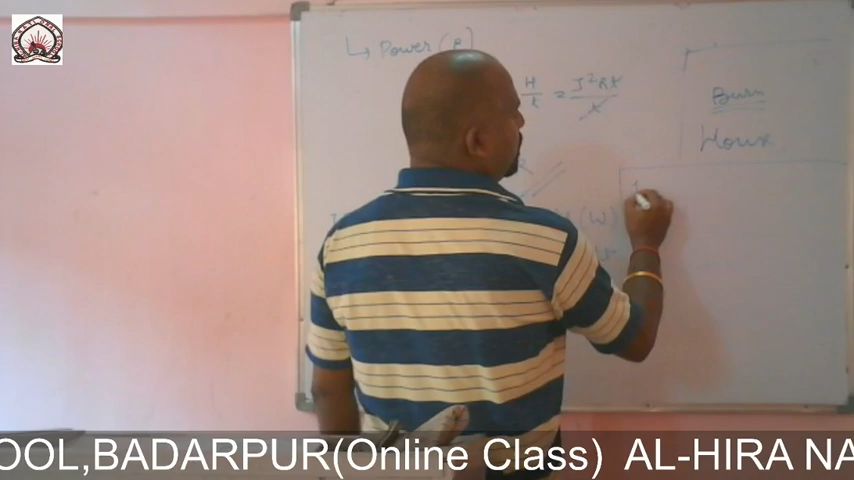 ↳ Power (P)
H/t = I²Rt/t
Burn
Hour
(W)
OOL,BADARPUR(Online Class) AL-HIRA NA